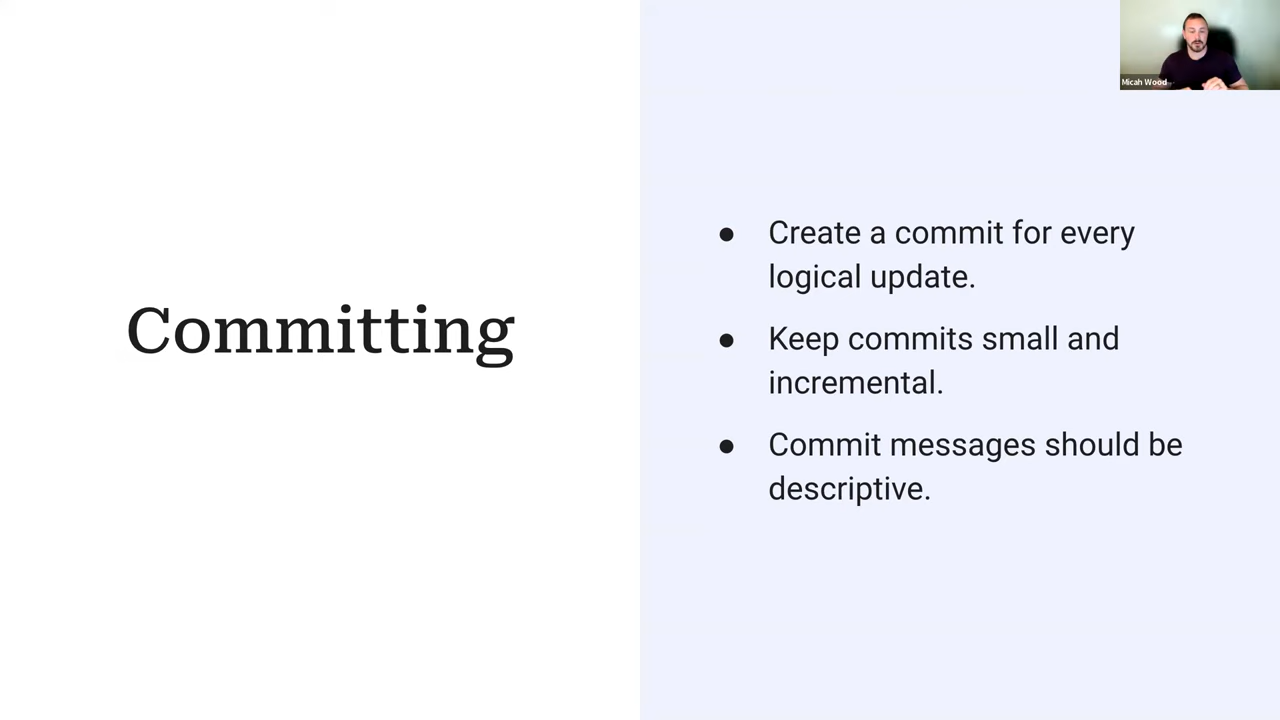 Micah Wood
Committing
● Create a commit for every
logical update.
● Keep commits small and
incremental.
● Commit messages should be
descriptive.